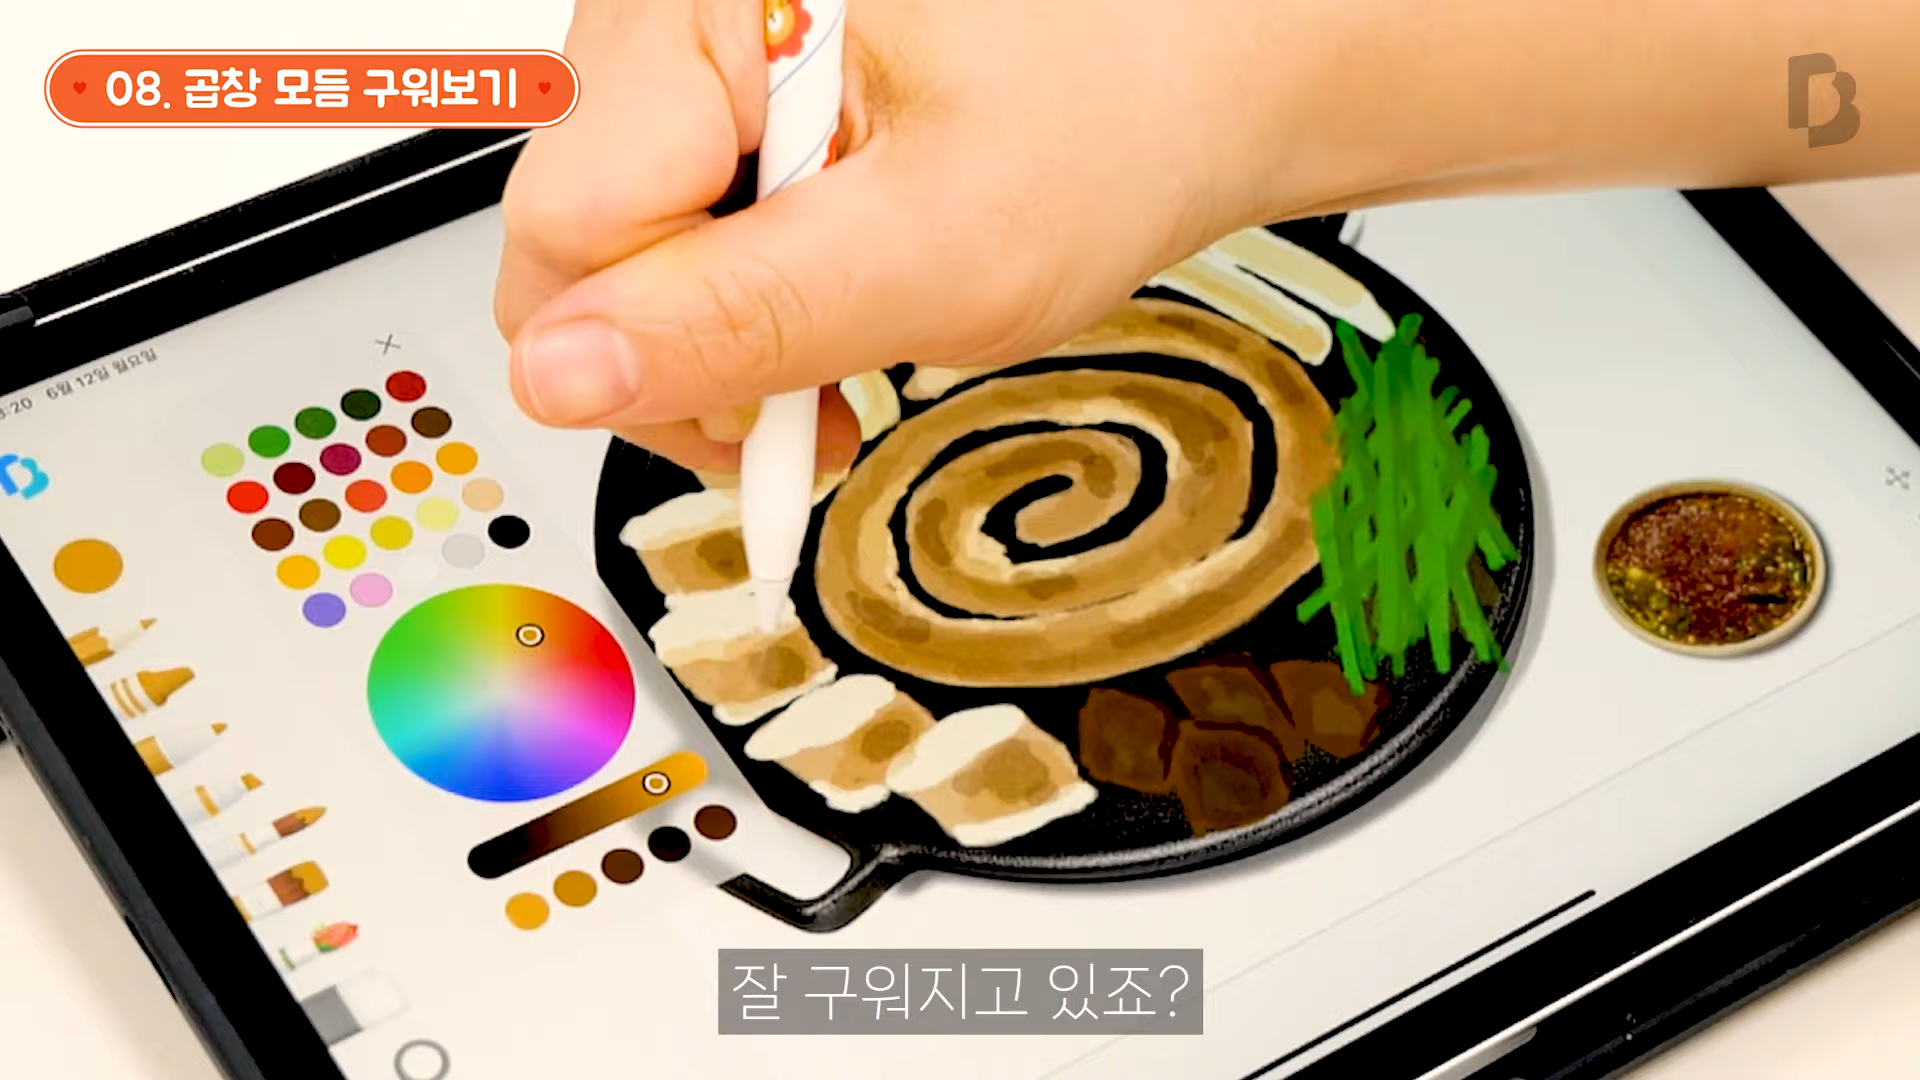 08. 곱창 모듬 구워보기
6월 12일 월요일
잘 구워지고 있죠?